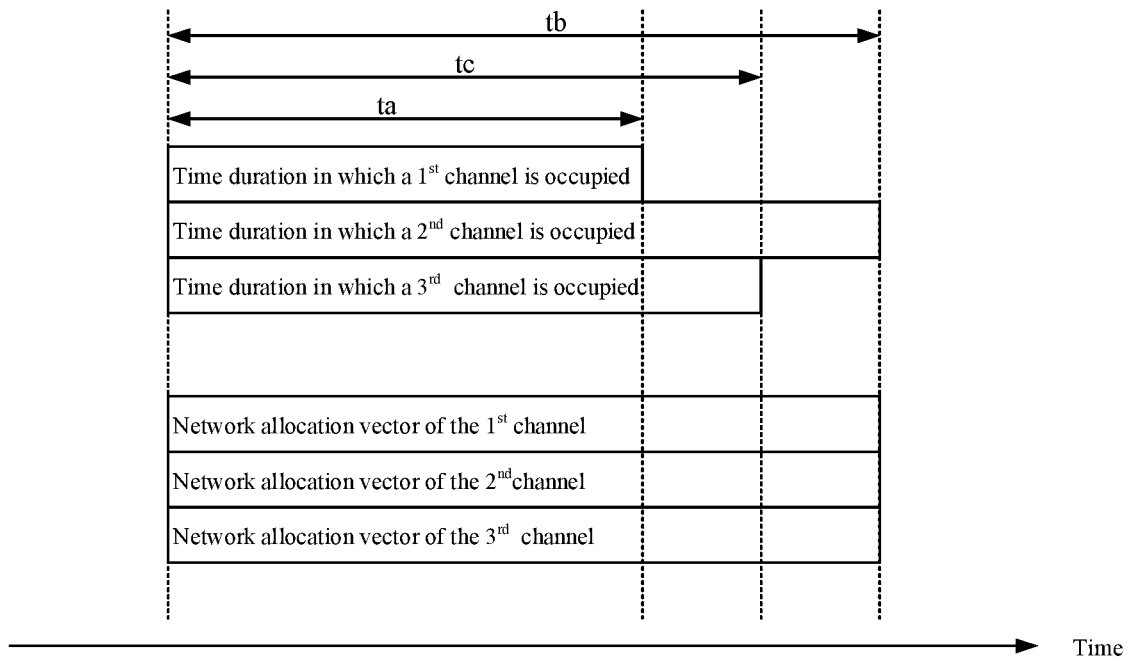 tb
tc
ta
Time duration in which a 1st channel is occupied
Time duration in which a 2nd channel is occupied
Time duration in which a 3rd channel is occupied
Network allocation vector of the 1st channel
Network allocation vector of the 2nd channel
Network allocation vector of the 3rd channel
Time